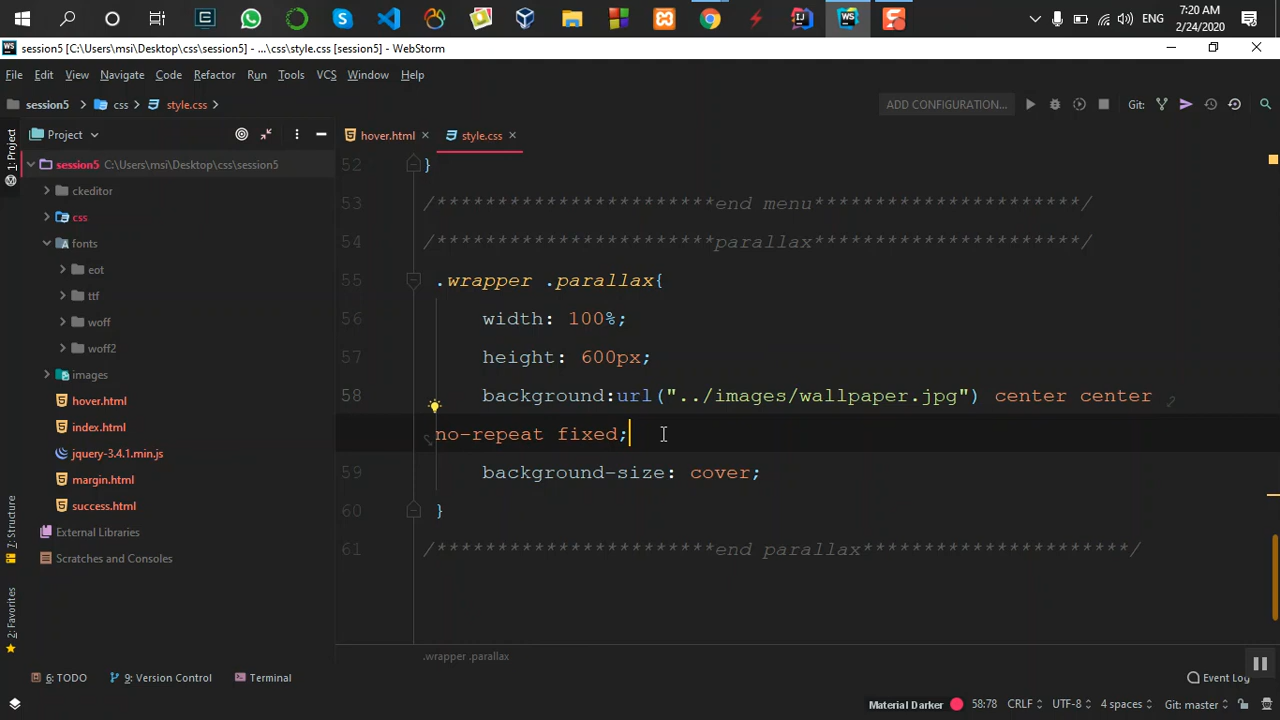 ENG
7:20 AM
2/24/2020
session5 [C:\Users\msi\Desktop\css\session5] - ...\css\style.css [session5] - WebStorm
File Edit View Navigate Code Refactor Run Tools VCS Window Help
session5 css style.css
ADD CONFIGURATION...
Git:
Project
hover.html
style.css
1: Project
session5 C:\Users\msi\Desktop\css\session5
ckeditor
css
fonts
eot
ttf
woff
woff2
images
hover.html
index.html
jquery-3.4.1.min.js
margin.html
success.html
External Libraries
Scratches and Consoles
7: Structure
2: Favorites
52 }
53 /***********************end menu**********************/
54 /***********************parallax**********************/
55 .wrapper .parallax{
56 width: 100%;
57 height: 600px;
58 background:url("../images/wallpaper.jpg") center center
no-repeat fixed;
59 background-size: cover;
60 }
61 /***********************end parallax**********************/
.wrapper .parallax
6: TODO
9: Version Control
Terminal
Event Log
Material Darker
58:78
CRLF
UTF-8
4 spaces
Git: master